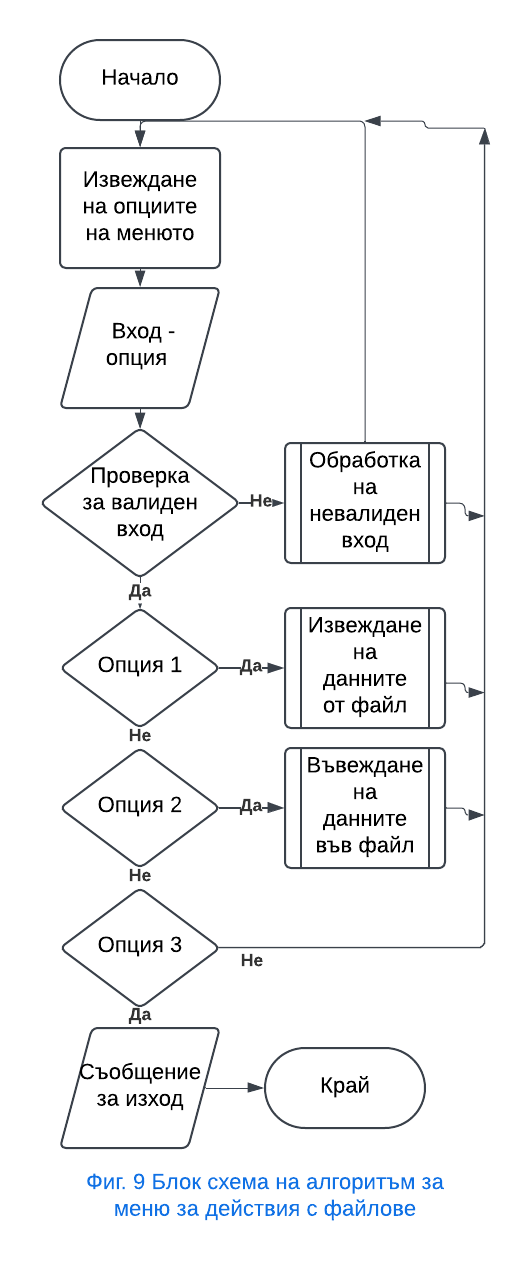 Начало
Извеждане
на опциите
на менюто
Вход -
опция
Проверка
за валиден
вход
Не
Обработка
на
невалиден
вход
Да
Опция 1
Да
Извеждане
на
данните
от файл
Не
Опция 2
Да
Въвеждане
на
данните
във файл
Не
Опция 3
Не
Да
Съобщение
за изход
Край
Фиг. 9 Блок схема на алгоритъм за
меню за действия с файлове